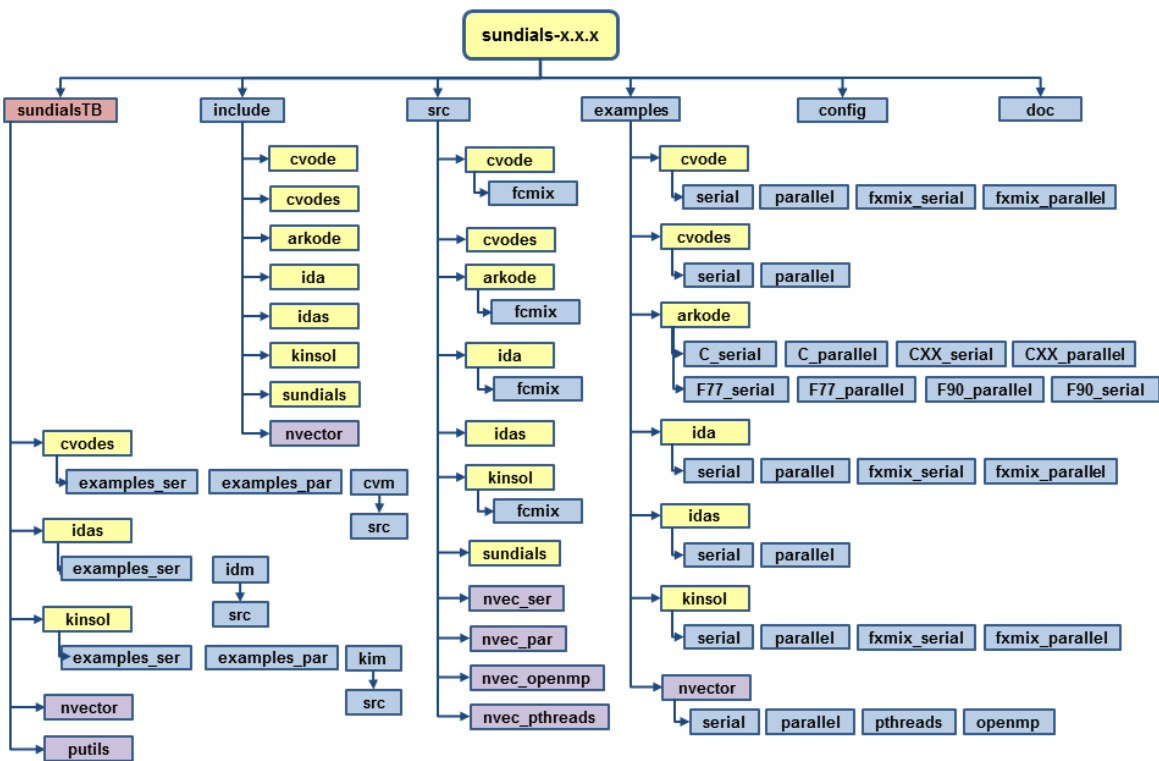 sundials-x.x.x
sundialsTB
include
src
examples
config
doc
cvodes
examples_ser
examples_par
cvm
src
idas
examples_ser
idm
src
kinsol
examples_ser
examples_par
kim
src
nvector
putils
cvode
cvodes
arkode
ida
idas
kinsol
sundials
nvector
cvode
fcmix
cvodes
arkode
fcmix
ida
fcmix
idas
kinsol
fcmix
sundials
nvec_ser
nvec_par
nvec_openmp
nvec_pthreads
cvode
serial parallel fxmix_serial fxmix_parallel
cvodes
serial parallel
arkode
C_serial C_parallel CXX_serial CXX_parallel
F77_serial F77_parallel F90_parallel F90_serial
ida
serial parallel fxmix_serial fxmix_parallel
idas
serial parallel
kinsol
serial parallel fxmix_serial fxmix_parallel
nvector
serial parallel pthreads openmp